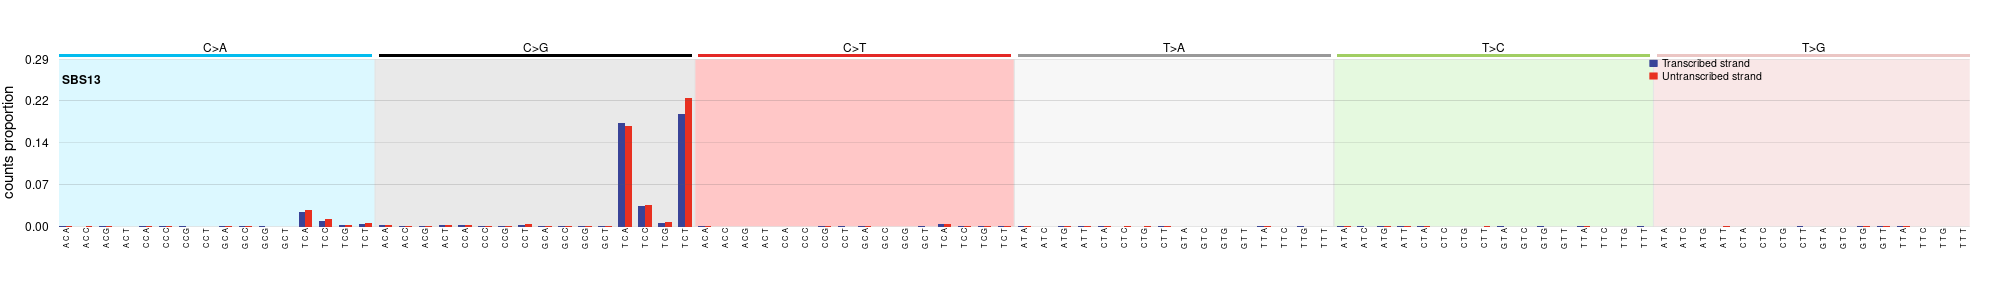 C>A C>G C>T T>A T>C T>G
0.29
SBS13
Transcribed strand
Untranscribed strand
0.22
0.14
0.07
0.00
counts proportion
ACA ACC ACG ACT CCA CCC CCG CCT GCA GCC GCG GCT TCA TCC TCG TCT ACA ACC ACG ACT CCA CCC CCG CCT GCA GCC GCG GCT TCA TCC TCG TCT ACA ACC ACG ACT CCA CCC CCG CCT GCA GCC GCG GCT TCA TCC TCG TCT ATA ATC ATG ATT CTA CTC CTG CTT GTA GTC GTG GTT TTA TTC TTG TTT ATA ATC ATG ATT CTA CTC CTG CTT GTA GTC GTG GTT TTA TTC TTG TTT ATA ATC ATG ATT CTA CTC CTG CTT GTA GTC GTG GTT TTA TTC TTG TTT